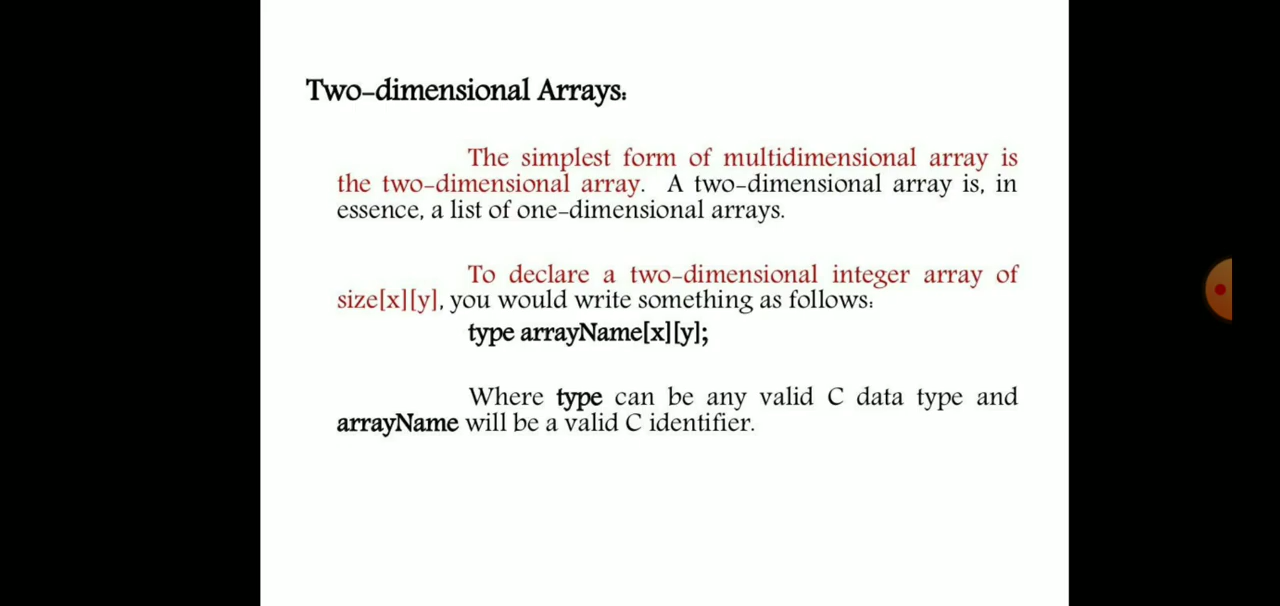 Two-dimensional Arrays:
The simplest form of multidimensional array is
the two-dimensional array. A two-dimensional array is, in
essence, a list of one-dimensional arrays.
To declare a two-dimensional integer array of
size[x][y], you would write something as follows:
type arrayName[x][y];
Where type can be any valid C data type and
arrayName will be a valid C identifier.